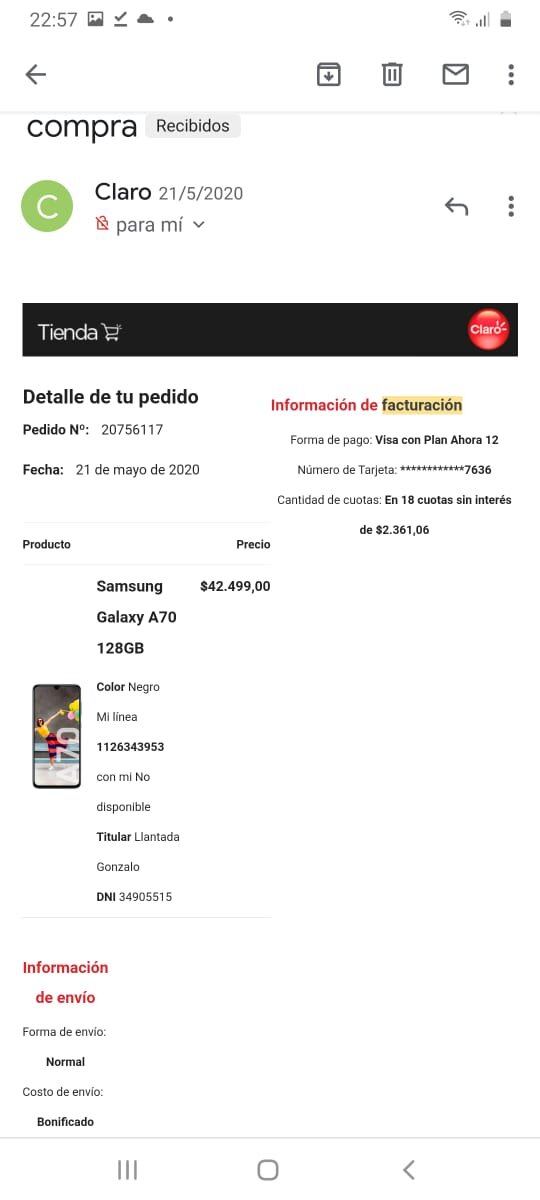 22:57
compra Recibidos
Claro 21/5/2020
C
para mí
Tienda
Claro
Detalle de tu pedido
Pedido Nº: 20756117
Fecha: 21 de mayo de 2020
Información de facturación
Forma de pago: Visa con Plan Ahora 12
Número de Tarjeta: ************7636
Cantidad de cuotas: En 18 cuotas sin interés
de $2.361,06
Producto Precio
Samsung $42.499,00
Galaxy A70
128GB
Color Negro
Mi línea
1126343953
con mi No
disponible
Titular Llantada
Gonzalo
DNI 34905515
A70
Información
de envío
Forma de envío:
Normal
Costo de envío:
Bonificado